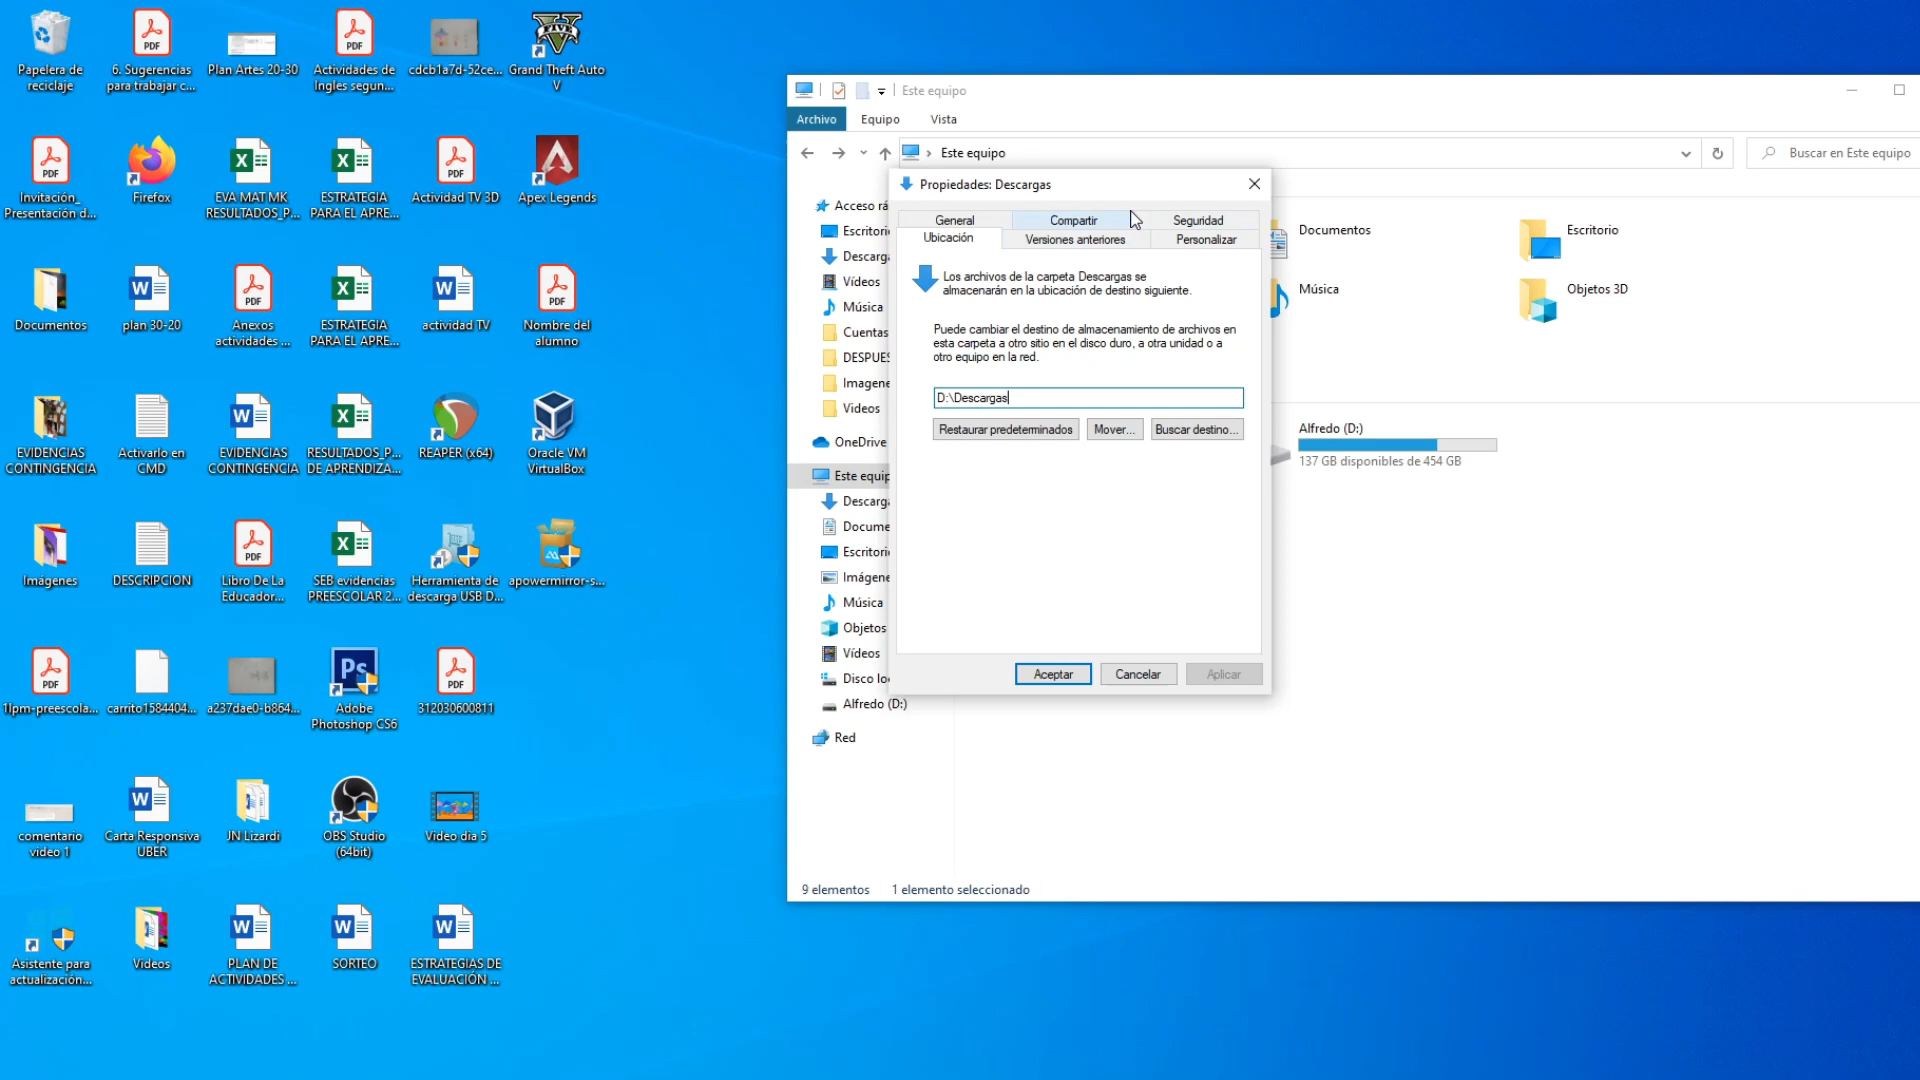 Papelera de
reciclaje
6. Sugerencias
para trabajar c...
Plan Artes 20-30
Actividades de
Ingles segun...
cdcb1a7d-52ce...
Grand Theft Auto
V
Invitación_
Presentación d...
Firefox
EVA MAT MK
RESULTADOS_P...
ESTRATEGIA
PARA EL APRE...
Actividad TV 3D
Apex Legends
Documentos
plan 30-20
Anexos
actividades ...
ESTRATEGIA
PARA EL APRE...
actividad TV
Nombre del
alumno
EVIDENCIAS
CONTINGENCIA
Activarlo en
CMD
EVIDENCIAS
CONTINGENCIA
RESULTADOS_P...
DE APRENDIZA...
REAPER (x64)
Oracle VM
VirtualBox
Imágenes
DESCRIPCION
Libro De La
Educador...
SEB evidencias
PREESCOLAR 2...
Herramienta de
descarga USB D...
apowermirror-s...
1lpm-preescola...
carrito1584404...
a237dae0-b864...
Adobe
Photoshop CS6
312030600811
comentario
video 1
Carta Responsiva
UBER
JN Lizardi
OBS Studio
(64bit)
Video dia 5
Asistente para
actualización...
Videos
PLAN DE
ACTIVIDADES ...
SORTEO
ESTRATEGIAS DE
EVALUACIÓN ...
Este equipo
Archivo
Equipo
Vista
Este equipo
Buscar en Este equipo
Acceso rá
Escritorio
Descarga
Vídeos
Música
Cuentas
DESPUES
Imagene
Videos
OneDrive
Este equip
Descarga
Docume
Escritorio
Imágene
Música
Objetos
Vídeos
Disco lo
Alfredo (D:)
Red
Propiedades: Descargas
General
Compartir
Seguridad
Ubicación
Versiones anteriores
Personalizar
Los archivos de la carpeta Descargas se
almacenarán en la ubicación de destino siguiente.
Puede cambiar el destino de almacenamiento de archivos en
esta carpeta a otro sitio en el disco duro, a otra unidad o a
otro equipo en la red.
D:\Descargas
Restaurar predeterminados
Mover...
Buscar destino...
Aceptar
Cancelar
Aplicar
Documentos
Escritorio
Música
Objetos 3D
Alfredo (D:)
137 GB disponibles de 454 GB
9 elementos
1 elemento seleccionado